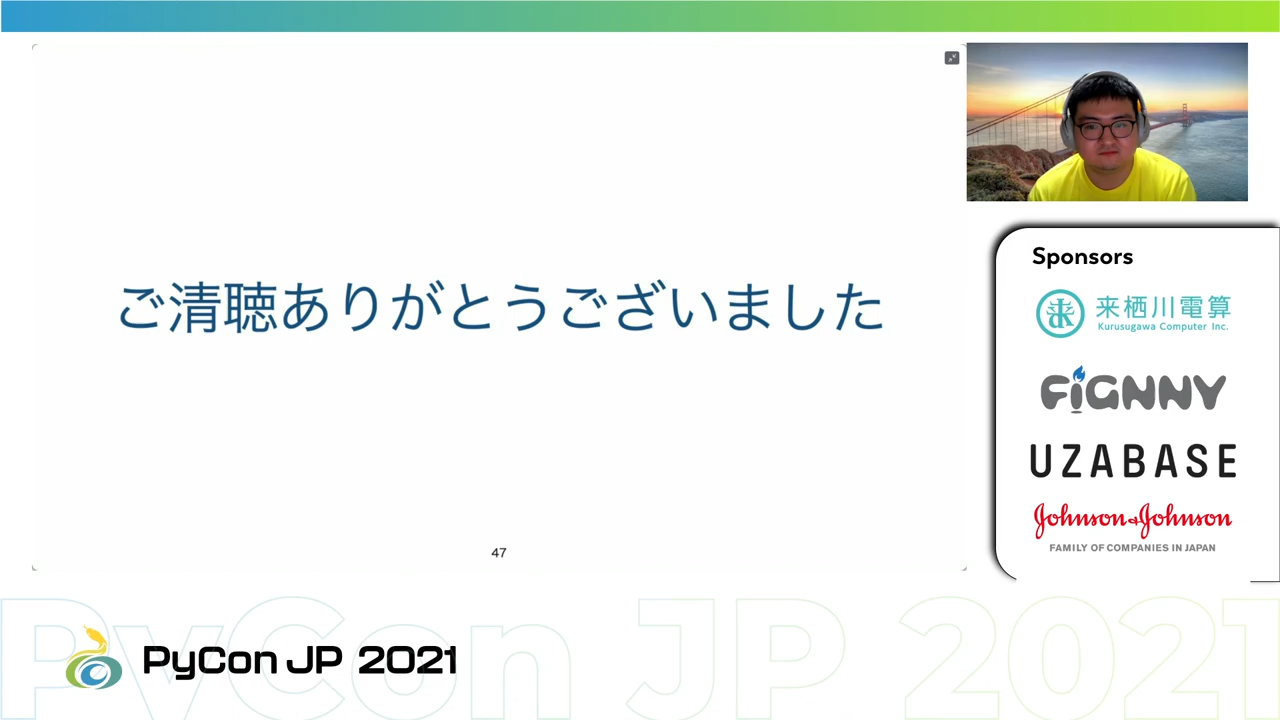 ご清聴ありがとうございました
47
Sponsors
来栖川電算
Kurusugawa Computer Inc.
FiGNNY
UZABASE
Johnson&Johnson
FAMILY OF COMPANIES IN JAPAN
PyCon JP 2021
PyCon JP 2021